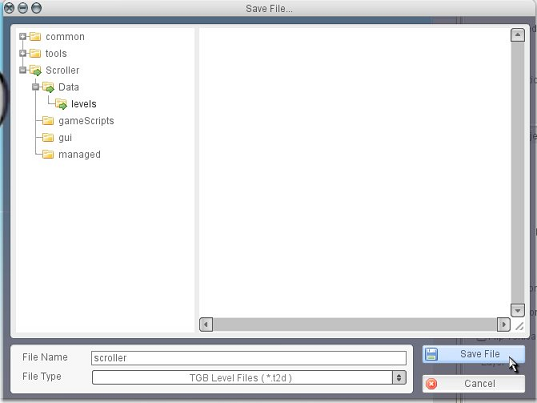 Save File...
common
tools
Scroller
Data
levels
gameScripts
gui
managed
File Name
scroller
Save File
File Type
TGB Level Files ( *.t2d )
Cancel